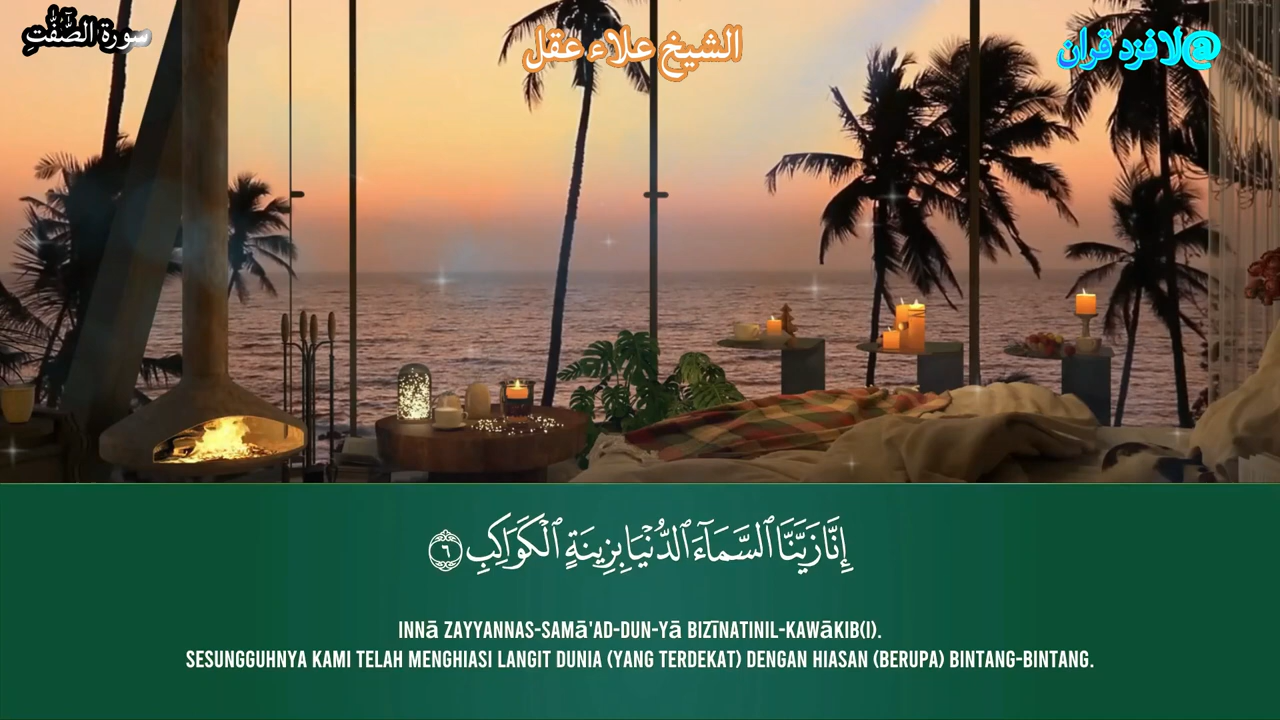 سورة الصّٰٓفّٰتِ
الشيخ علاء عقل
@لافزد قران
إِنَّا زَيَّنَّا ٱلسَّمَآءَ ٱلدُّنْيَا بِزِينَةٍ ٱلْكَوَاكِبِ ٦
INNā ZAYYANNAS-SAMā'AD-DUN-Yā BIZīNATINIL-KAWāKIB(I).
SESUNGGUHNYA KAMI TELAH MENGHIASI LANGIT DUNIA (YANG TERDEKAT) DENGAN HIASAN (BERUPA) BINTANG-BINTANG.